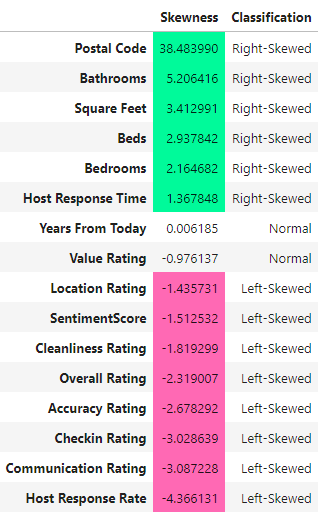 Skewness Classification
Postal Code 38.483990 Right-Skewed
Bathrooms 5.206416 Right-Skewed
Square Feet 3.412991 Right-Skewed
Beds 2.937842 Right-Skewed
Bedrooms 2.164682 Right-Skewed
Host Response Time 1.367848 Right-Skewed
Years From Today 0.006185 Normal
Value Rating -0.976137 Normal
Location Rating -1.435731 Left-Skewed
SentimentScore -1.512532 Left-Skewed
Cleanliness Rating -1.819299 Left-Skewed
Overall Rating -2.319007 Left-Skewed
Accuracy Rating -2.678292 Left-Skewed
Checkin Rating -3.028639 Left-Skewed
Communication Rating -3.087228 Left-Skewed
Host Response Rate -4.366131 Left-Skewed